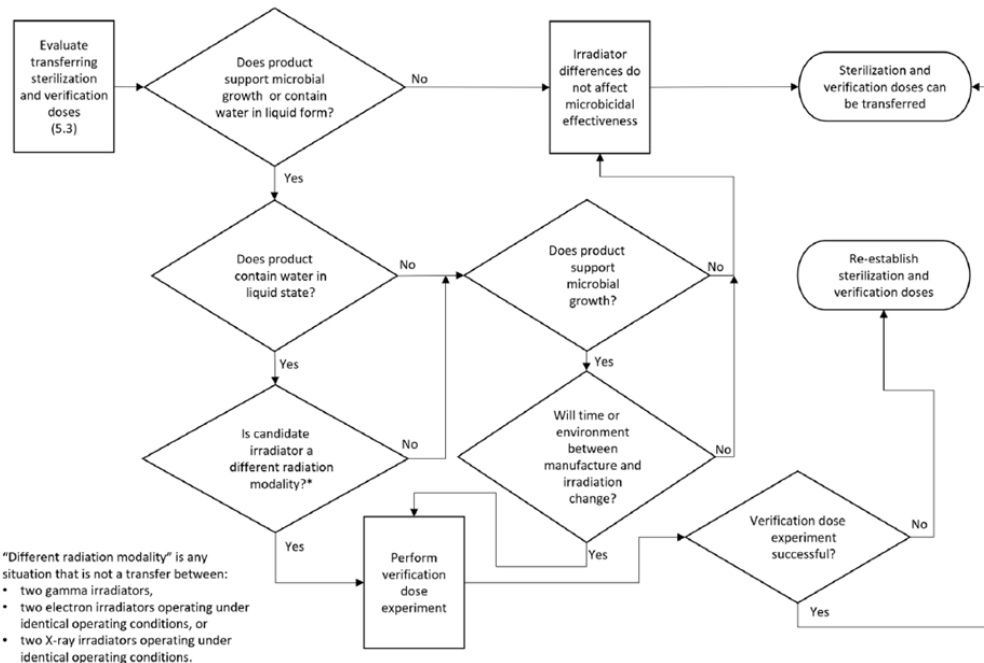 Evaluate
transferring
sterilization
and verification
doses
(5.3)
Does product
support microbial
growth or contain
water in liquid form?
No
Irradiator
differences do
not affect
microbicidal
effectiveness
Sterilization and
verification doses can
be transferred
Yes
Does product
contain water in
liquid state?
No
Does product
support
microbial
growth?
No
Re-establish
sterilization and
verification doses
Yes
Yes
Is candidate
irradiator a
different radiation
modality?*
No
Will time or
environment
between
manufacture and
irradiation
change?
No
Yes
Yes
Perform
verification
dose
experiment
Verification dose
experiment
successful?
No
Yes
"Different radiation modality" is any
situation that is not a transfer between:
• two gamma irradiators,
• two electron irradiators operating under
identical operating conditions, or
• two X-ray irradiators operating under
identical operating conditions.